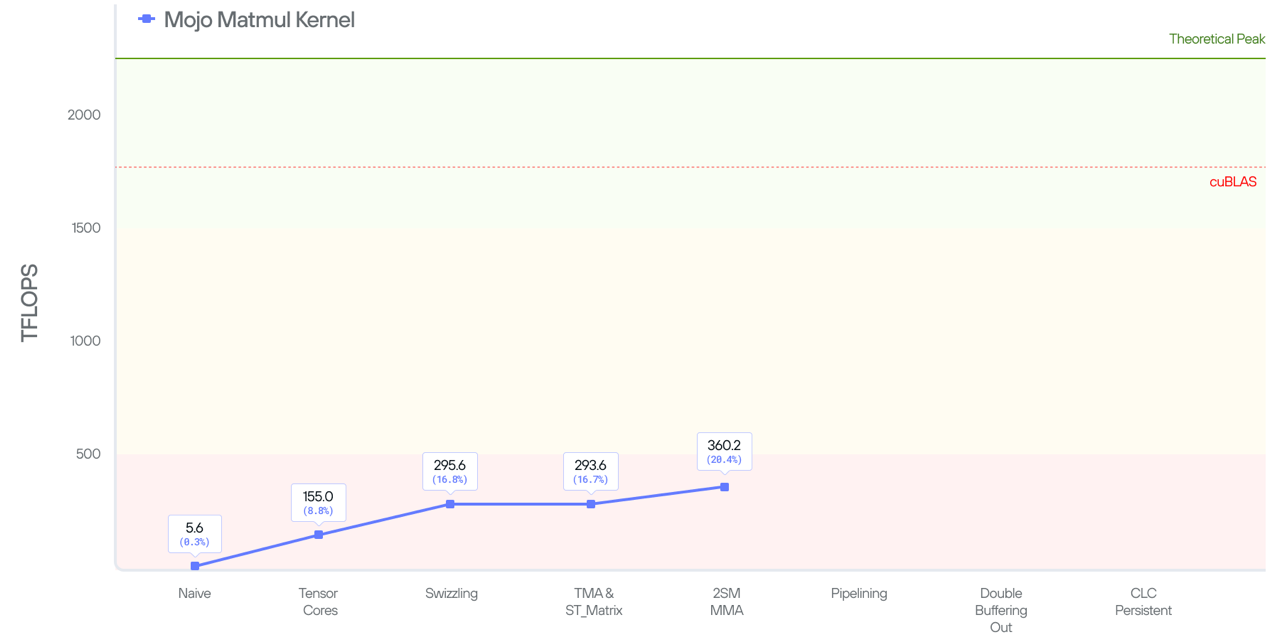 Mojo Matmul Kernel
Theoretical Peak
2000
cuBLAS
1500
TFLOPS
1000
500
360.2
(20.4%)
295.6
(16.8%)
293.6
(16.7%)
155.0
(8.8%)
5.6
(0.3%)
Naive
Tensor
Cores
Swizzling
TMA &
ST_Matrix
2SM
MMA
Pipelining
Double
Buffering
Out
CLC
Persistent